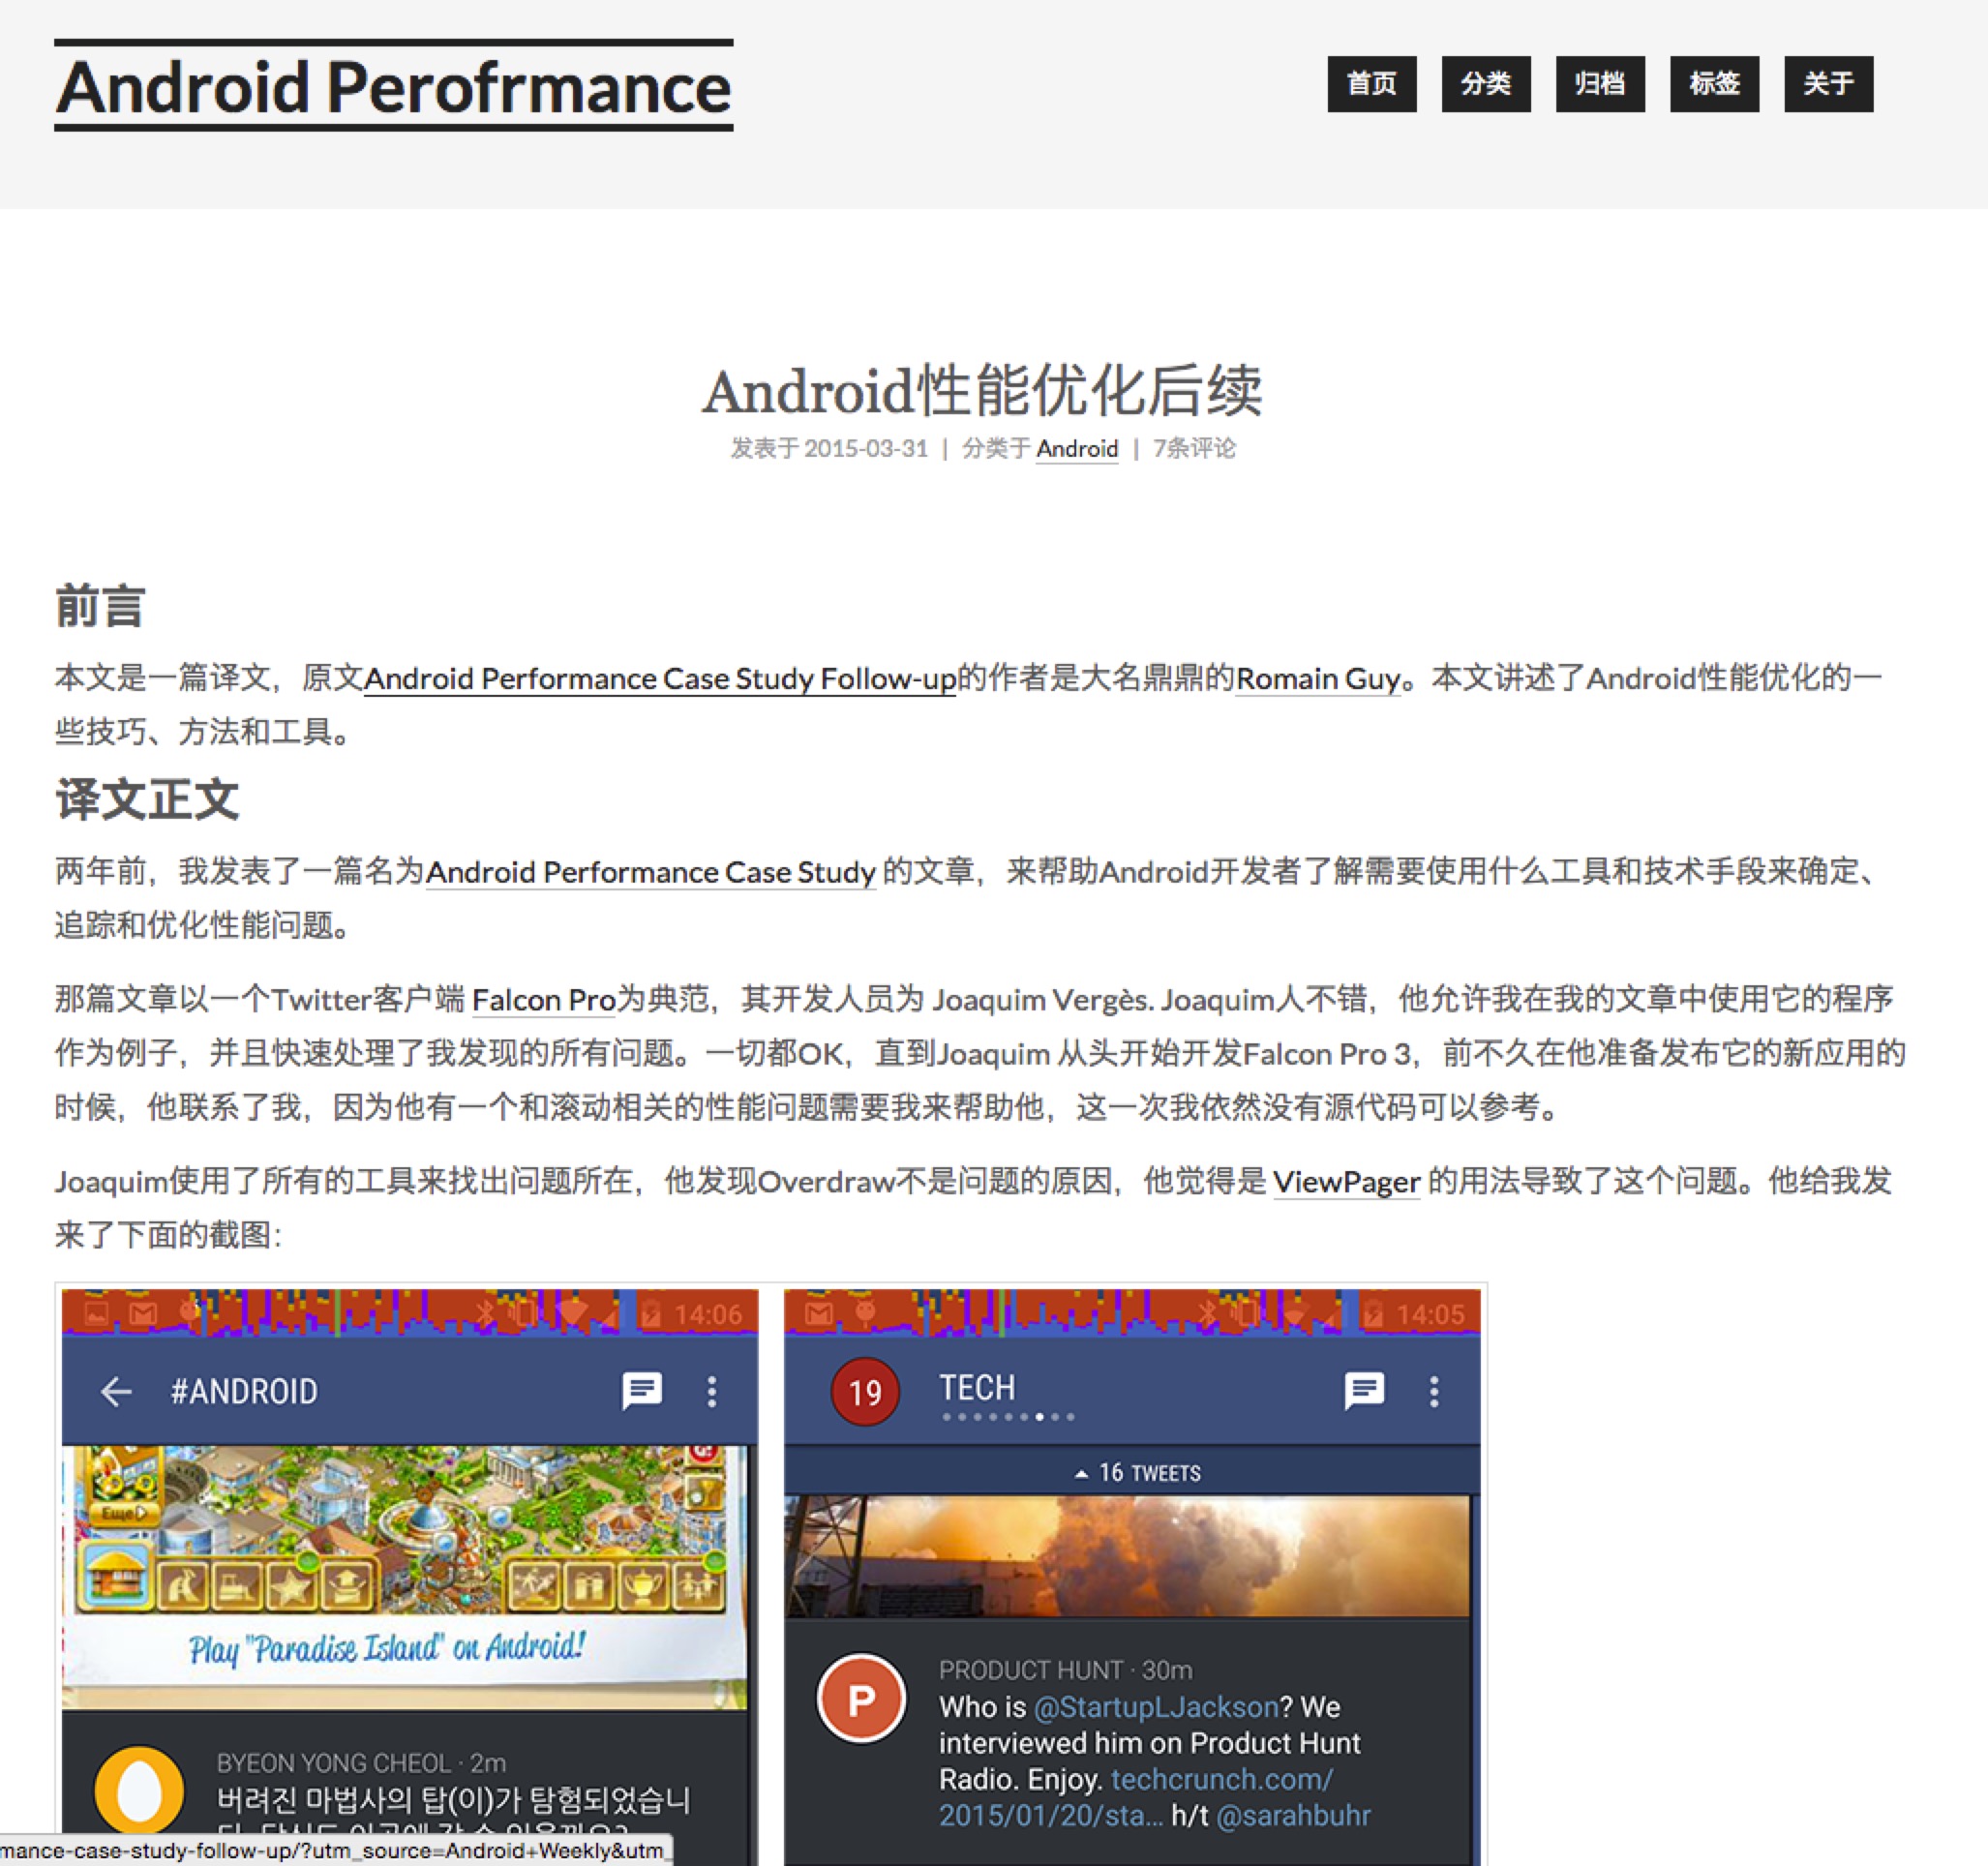 Android Perofrmance
首页 分类 归档 标签 关于
Android性能优化后续
发表于 2015-03-31 | 分类于 Android | 7条评论
前言
本文是一篇译文，原文Android Performance Case Study Follow-up的作者是大名鼎鼎的Romain Guy。本文讲述了Android性能优化的一
些技巧、方法和工具。
译文正文
两年前，我发表了一篇名为Android Performance Case Study 的文章，来帮助Android开发者了解需要使用什么工具和技术手段来确定、
追踪和优化性能问题。
那篇文章以一个Twitter客户端 Falcon Pro为典范，其开发人员为 Joaquim Vergès. Joaquim人不错，他允许我在我的文章中使用它的程序
作为例子，并且快速处理了我发现的所有问题。一切都OK，直到Joaquim 从头开始开发Falcon Pro 3，前不久在他准备发布它的新应用的
时候，他联系了我，因为他有一个和滚动相关的性能问题需要我来帮助他，这一次我依然没有源代码可以参考。
Joaquim使用了所有的工具来找出问题所在，他发现Overdraw不是问题的原因，他觉得是 ViewPager 的用法导致了这个问题。他给我发
来了下面的截图：
14:06
#ANDROID
Еще
Play "Paradise Island" on Android!
BYEON YONG CHEOL · 2m
버려진 마법사의 탑(이)가 탐험되었습니
14:05
19 TECH
16 TWEETS
P
PRODUCT HUNT · 30m
Who is @StartupLJackson? We
interviewed him on Product Hunt
Radio. Enjoy. techcrunch.com/
2015/01/20/sta... h/t @sarahbuhr
mance-case-study-follow-up/?utm_source=Android+Weekly&utm_